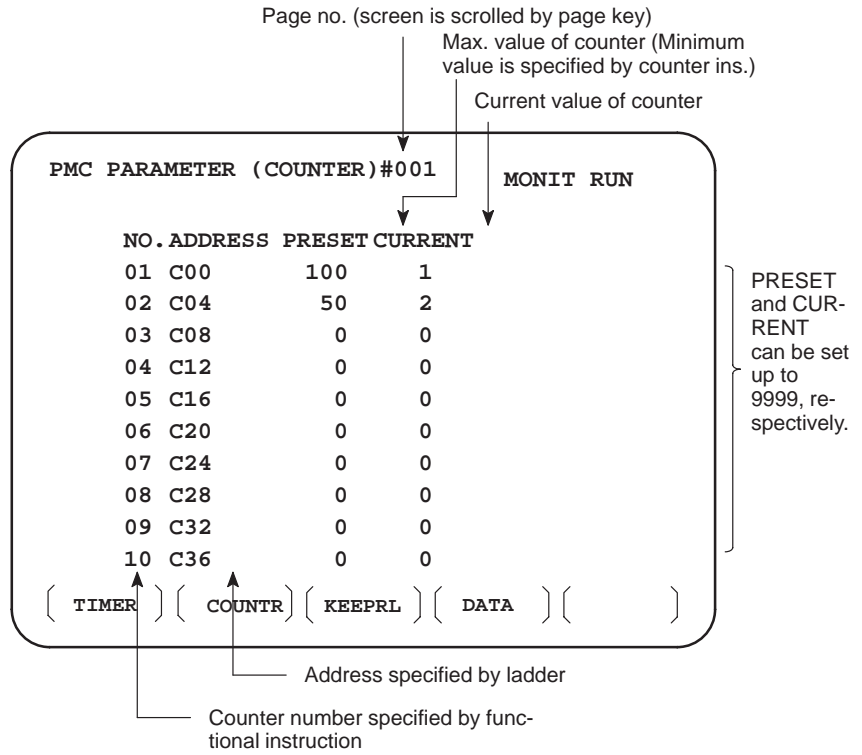 Page no. (screen is scrolled by page key)
Max. value of counter (Minimum
value is specified by counter ins.)
Current value of counter
PMC PARAMETER (COUNTER)#001
MONIT RUN
NO. ADDRESS PRESET CURRENT
01 C00 100 1
02 C04 50 2
03 C08 0 0
04 C12 0 0
05 C16 0 0
06 C20 0 0
07 C24 0 0
08 C28 0 0
09 C32 0 0
10 C36 0 0
PRESET
and CUR-
RENT
can be set
up to
9999, re-
spectively.
TIMER COUNTR KEEPRL DATA
Address specified by ladder
Counter number specified by func-
tional instruction